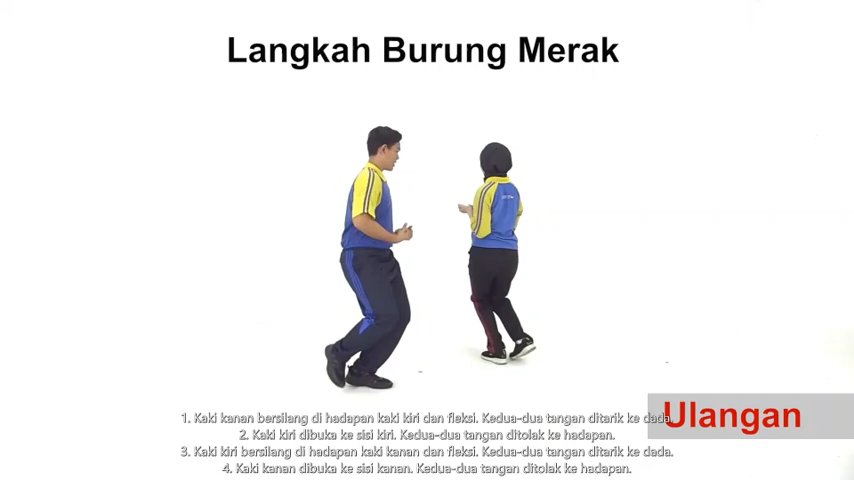 Langkah Burung Merak
1. Kaki kanan bersilang di hadapan kaki kiri dan fleksi. Kedua-dua tangan ditarik ke dada.
Ulangan
2. Kaki kiri dibuka ke sisi kiri. Kedua-dua tangan ditolak ke hadapan.
3. Kaki kiri bersilang di hadapan kaki kanan dan fleksi. Kedua-dua tangan ditarik ke dada.
4. Kaki kanan dibuka ke sisi kanan. Kedua-dua tangan ditolak ke hadapan.